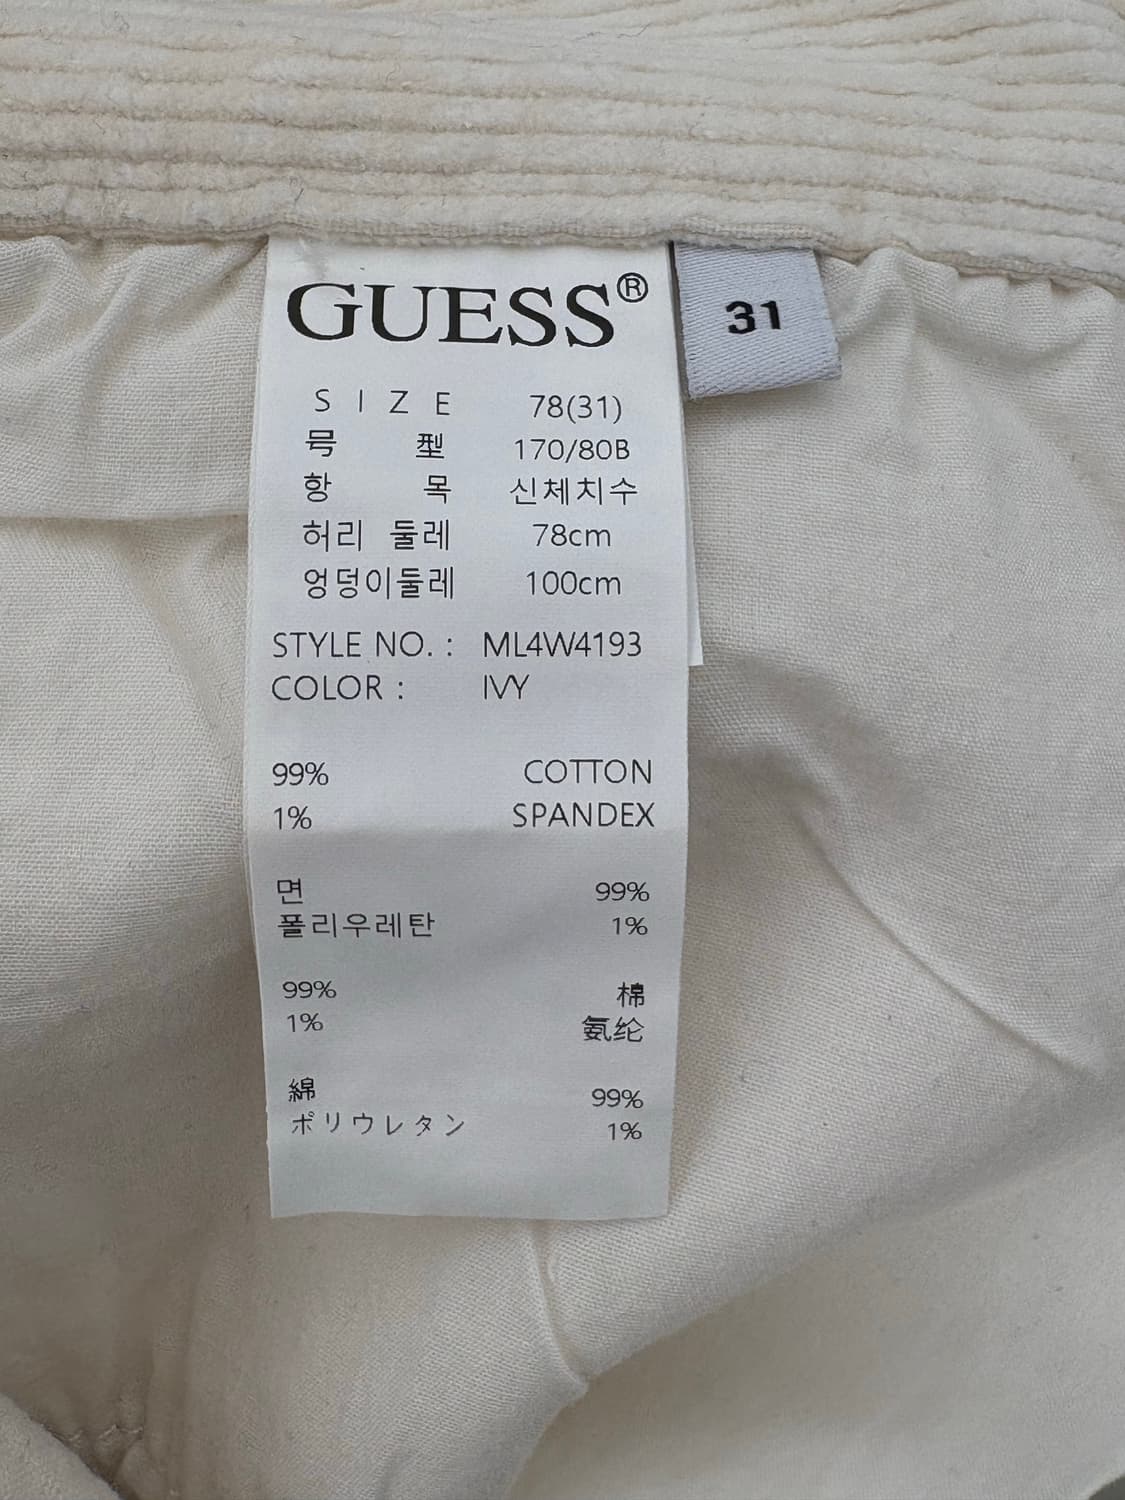 GUESS®
31
SIZE 78(31)
号型 170/80B
항목 신체치수
허리 둘레 78cm
엉덩이둘레 100cm
STYLE NO. : ML4W4193
COLOR : IVY
99% COTTON
1% SPANDEX
면 99%
폴리우레탄 1%
99% 棉
1% 氨纶
綿 99%
ポリウレタン 1%